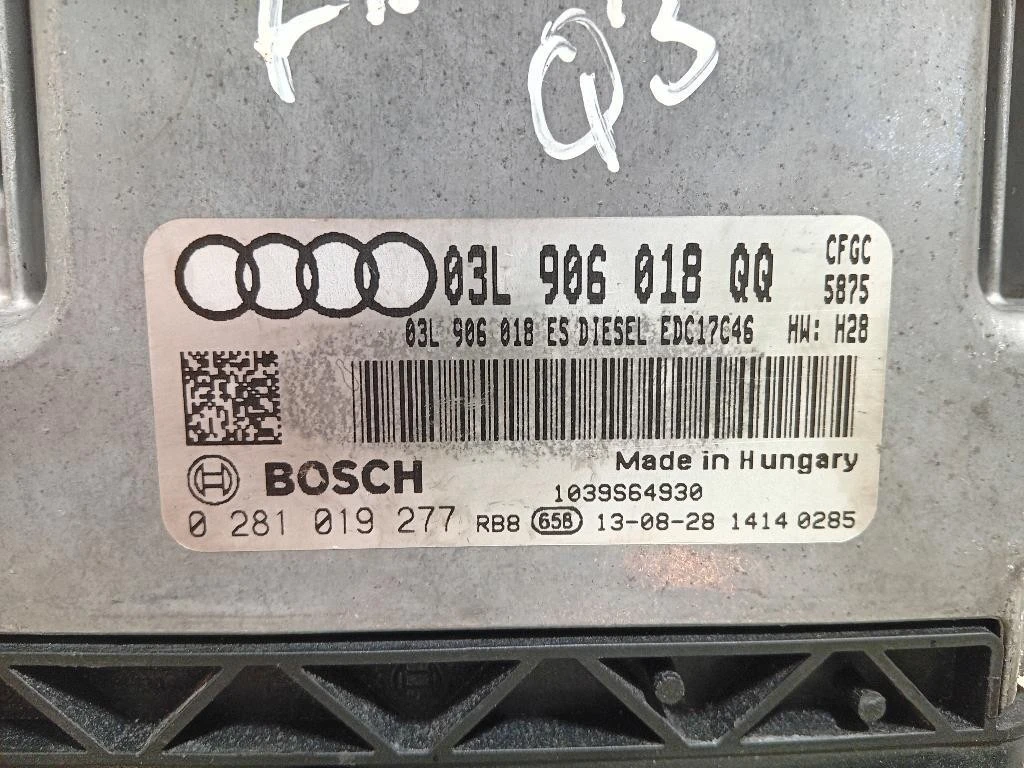 Q3
03L 906 018 QQ
CFGC
5875
03L 906 018 ES DIESEL EDC17C46 HW: H28
BOSCH
Made in Hungary
1039S64930
0 281 019 277 RB8 65B 13-08-28 1414 0285